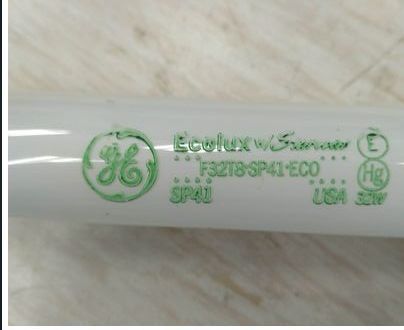 GE
Ecolux w/ Starcoat E
F32T8·SP41·ECO Hg
SP41 USA 32W